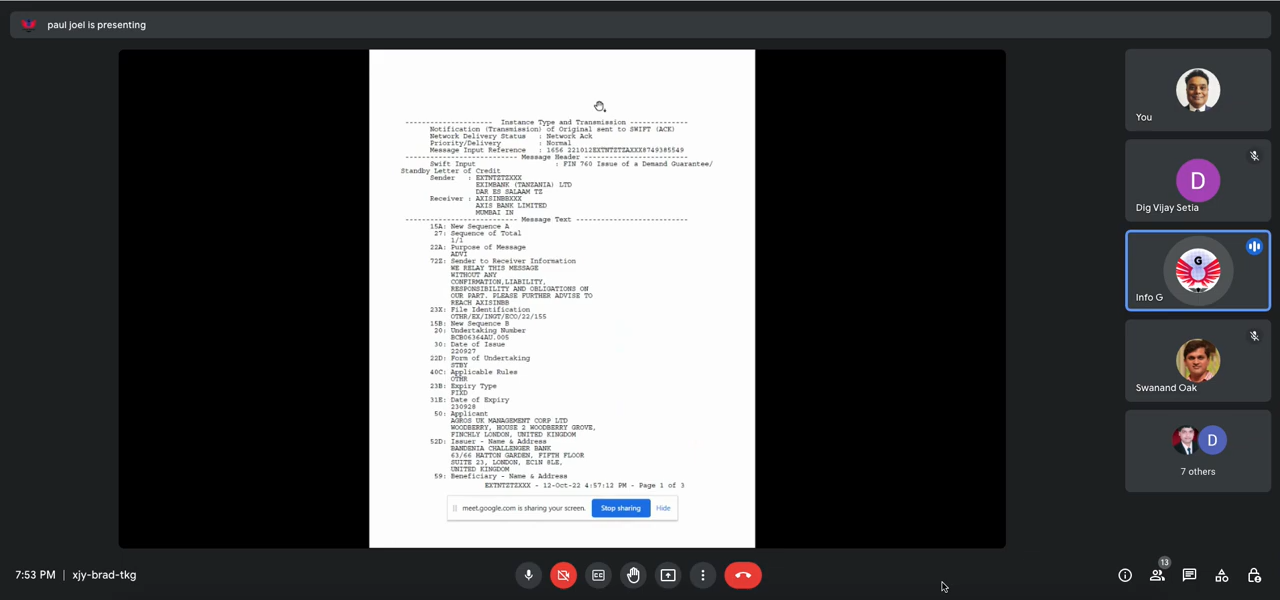 paul joel is presenting
-------------------- Instance Type and Transmission --------------
Notification (Transmission) of Original sent to SWIFT (ACK)
Network Delivery Status : Network Ack
Priority/Delivery : Normal
Message Input Reference : 1656 221012EXTNTZTZAXXX8749385549
--------------------------- Message Header -------------------------
Swift Input : FIN 760 Issue of a Demand Guarantee/
Standby Letter of Credit
Sender : EXTNTZTZXXX
EXIMBANK (TANZANIA) LTD
DAR ES SALAAM TZ
Receiver : AXISINBBXXX
AXIS BANK LIMITED
MUMBAI IN
--------------------------- Message Text ---------------------------
15A: New Sequence A
27: Sequence of Total
1/1
22A: Purpose of Message
ADVI
72Z: Sender to Receiver Information
WE RELAY THIS MESSAGE
WITHOUT ANY
CONFIRMATION,LIABILITY,
RESPONSIBILITY AND OBLIGATIONS ON
OUR PART. PLEASE FURTHER ADVISE TO
REACH AXISINBB
23X: File Identification
OTHR/EX/INGT/ECO/22/155
15B: New Sequence B
20: Undertaking Number
BCB06364AU.005
30: Date of Issue
220927
22D: Form of Undertaking
STBY
40C: Applicable Rules
OTHR
23B: Expiry Type
FIXD
31E: Date of Expiry
230928
50: Applicant
AGROS UK MANAGEMENT CORP LTD
WOODBERRY, HOUSE 2 WOODBERRY GROVE,
FINCHLY LONDON, UNITED KINGDOM
52D: Issuer - Name & Address
BANDENIA CHALLENGER BANK
63/66 HATTON GARDEN, FIFTH FLOOR
SUITE 23, LONDON, EC1N 8LE,
UNITED KINGDOM
59: Beneficiary - Name & Address
EXTNTZTZXXX - 12-Oct-22 4:57:12 PM - Page 1 of 3
meet.google.com is sharing your screen. Stop sharing Hide
You
D
Dig Vijay Setia
G
Info G
Swanand Oak
D
7 others
7:53 PM | xjy-brad-tkg
13